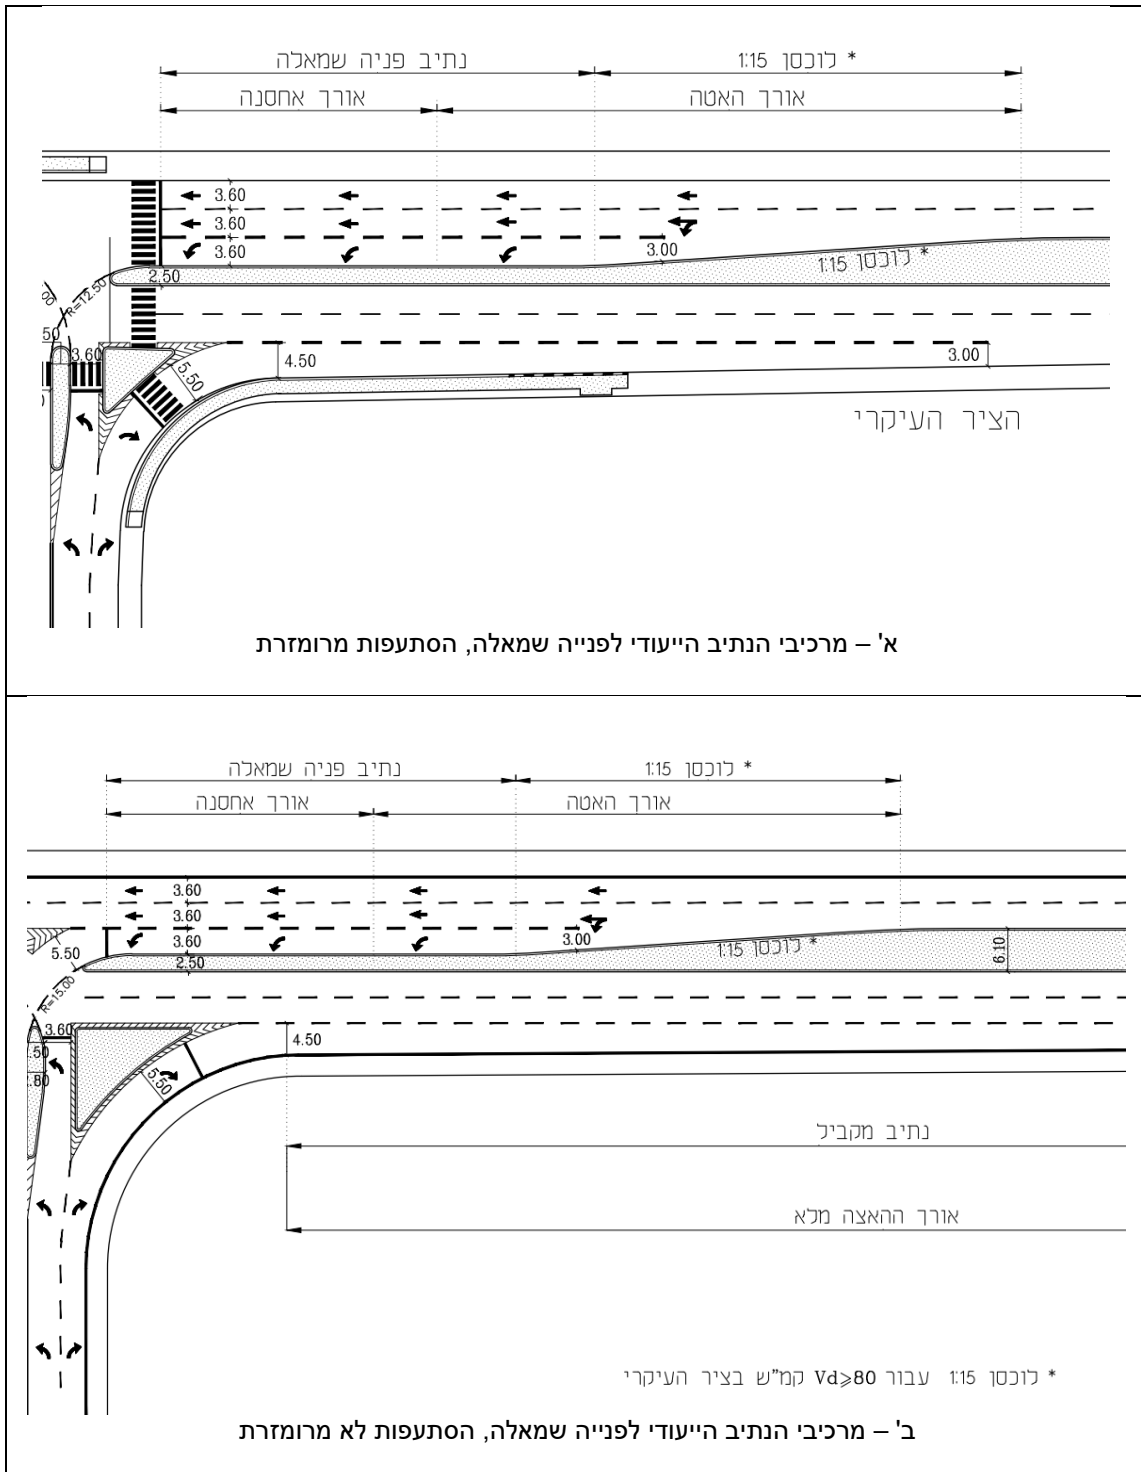 נתיב פניה שמאלה
* לוכסן 1:15
אורך אחסנה
אורך האטה
3.60
3.60
3.60
3.00
* לוכסן 1:15
2.50
R=12.50
50
3.60
4.50
5.50
3.00
הציר העיקרי
א' – מרכיבי הנתיב הייעודי לפנייה שמאלה, הסתעפות מרומזרת
נתיב פניה שמאלה
* לוכסן 1:15
אורך אחסנה
אורך האטה
3.60
3.60
3.60
3.00
* לוכסן 1:15
6.10
5.50
2.50
R=15.00
3.60
.50
4.50
.80
5.50
נתיב מקביל
אורך ההאצה מלא
* לוכסן 1:15 עבור Vd≥80 קמ"ש בציר העיקרי
ב' – מרכיבי הנתיב הייעודי לפנייה שמאלה, הסתעפות לא מרומזרת